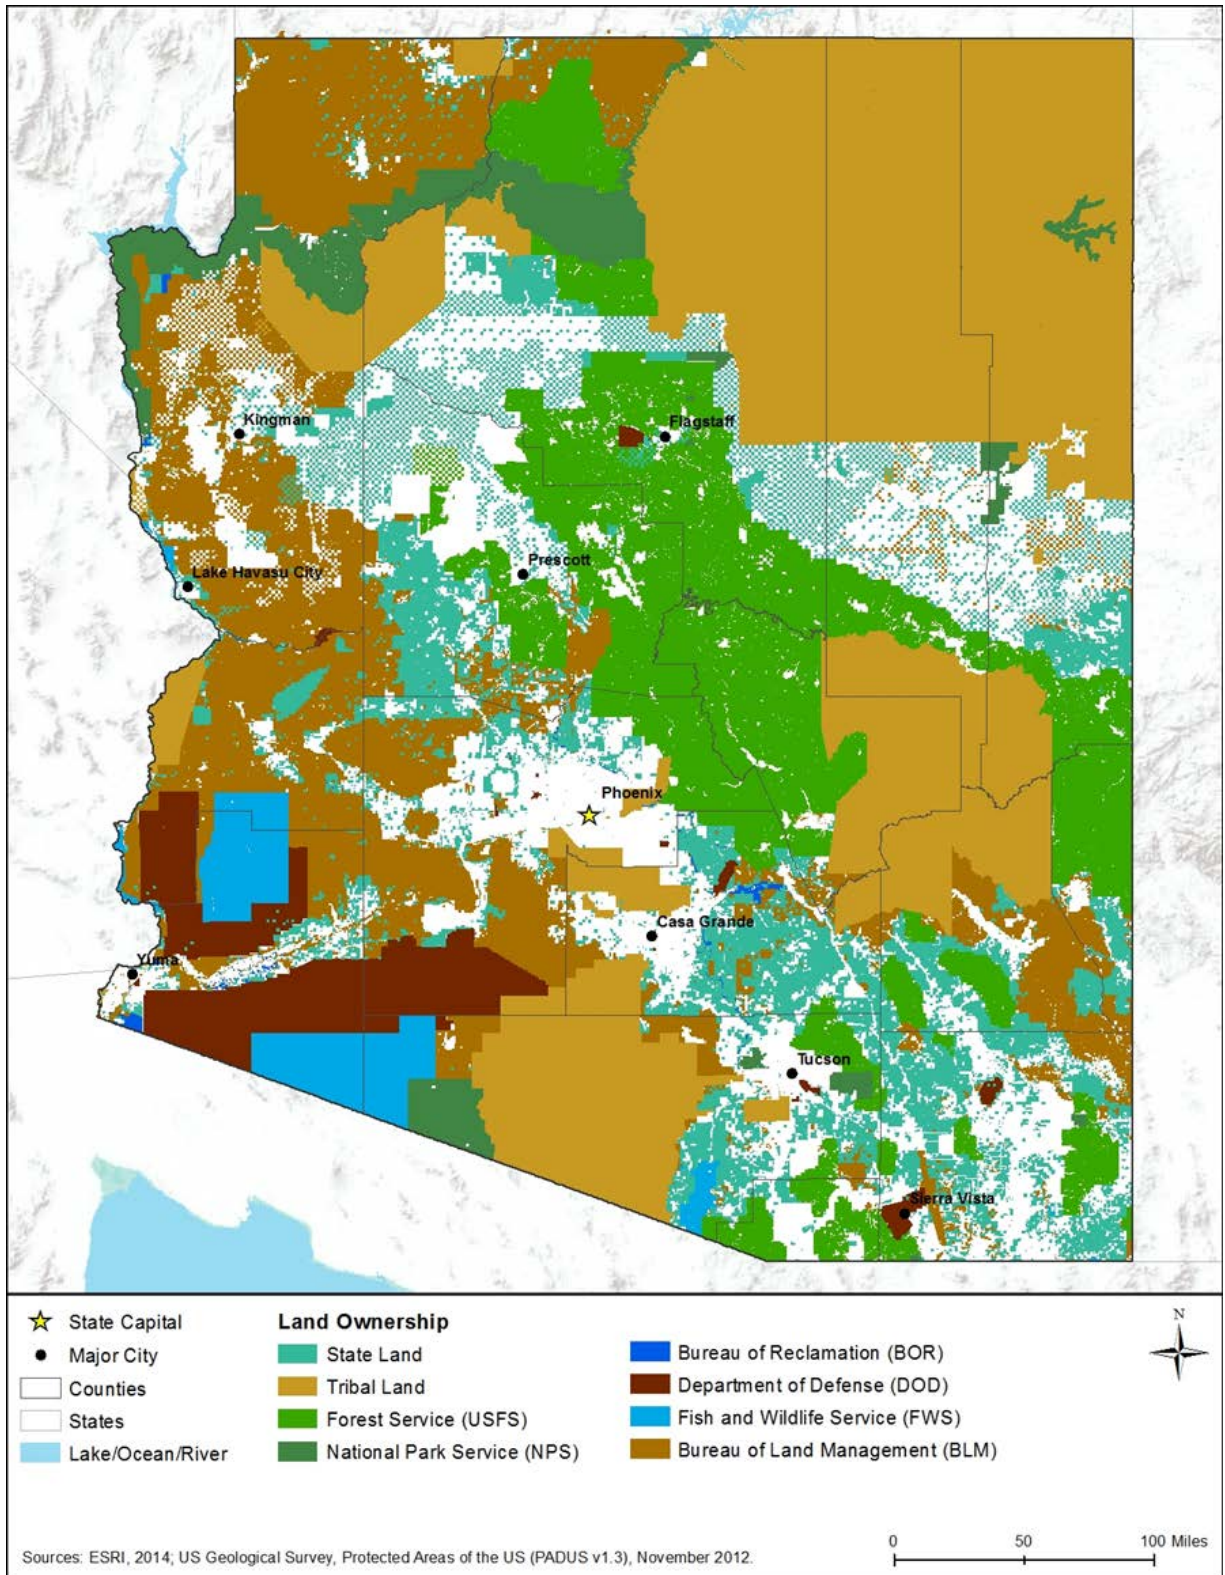 Kingman
Flagstaff
Prescott
Lake Havasu City
Phoenix
Casa Grande
Yuma
Tucson
Sierra Vista
State Capital
Major City
Counties
States
Lake/Ocean/River
Land Ownership
State Land
Tribal Land
Forest Service (USFS)
National Park Service (NPS)
Bureau of Reclamation (BOR)
Department of Defense (DOD)
Fish and Wildlife Service (FWS)
Bureau of Land Management (BLM)
N
0 50 100 Miles
Sources: ESRI, 2014; US Geological Survey, Protected Areas of the US (PADUS v1.3), November 2012.